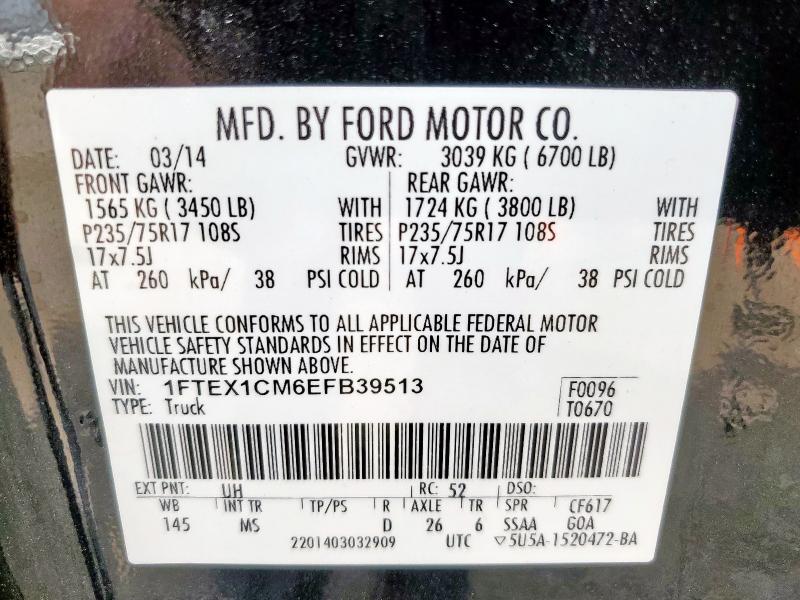 MFD. BY FORD MOTOR CO.
DATE: 03/14 GVWR: 3039 KG ( 6700 LB)
FRONT GAWR: REAR GAWR:
1565 KG ( 3450 LB) WITH 1724 KG ( 3800 LB) WITH
P235/75R17 108S TIRES P235/75R17 108S TIRES
17x7.5J RIMS 17x7.5J RIMS
AT 260 kPa/ 38 PSI COLD AT 260 kPa/ 38 PSI COLD
THIS VEHICLE CONFORMS TO ALL APPLICABLE FEDERAL MOTOR
VEHICLE SAFETY STANDARDS IN EFFECT ON THE DATE OF
MANUFACTURE SHOWN ABOVE.
VIN: 1FTEX1CM6EFB39513 F0096
TYPE: Truck T0670
EXT PNT: UH RC: 52 DSO:
WB INT TR TP/PS R AXLE TR SPR CF617
145 MS D 26 6 SSAA GOA
2201403032909 UTC ▽5U5A-1520472-BA